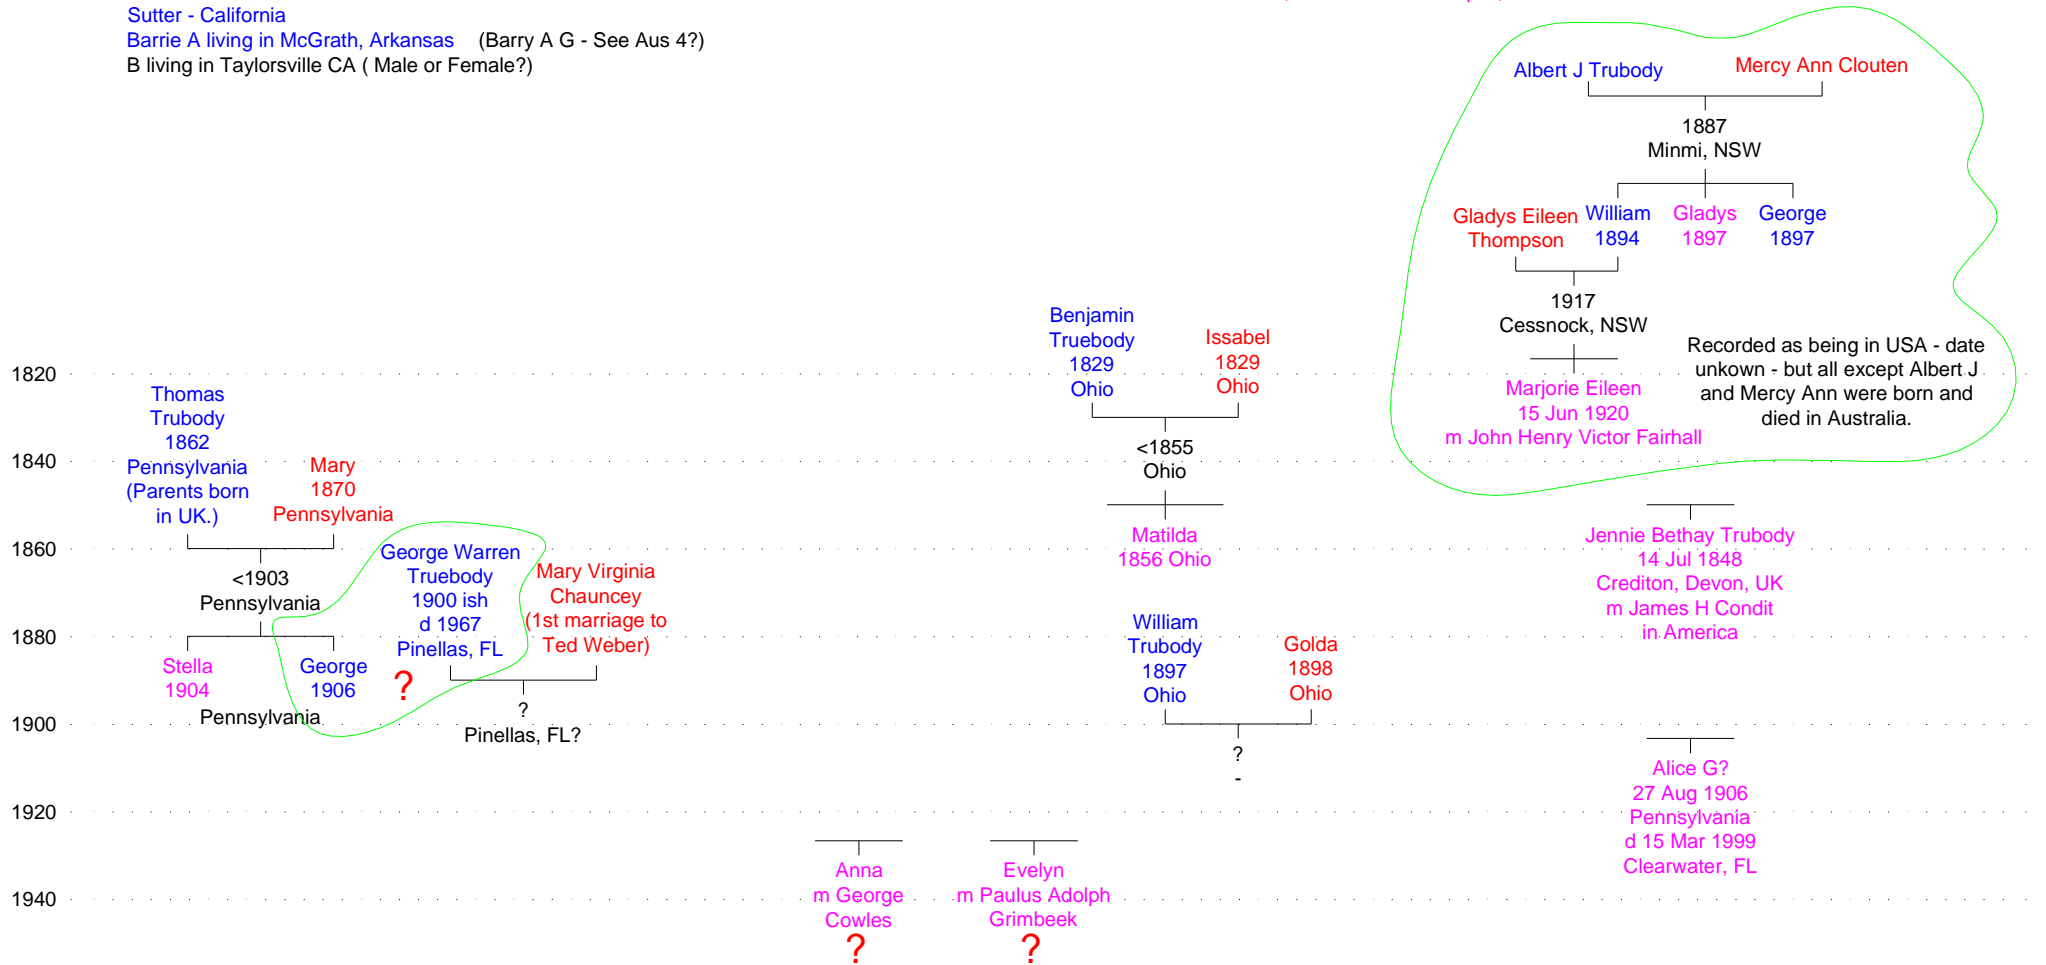 Sutter - California
Barrie A living in McGrath, Arkansas (Barry A G - See Aus 4?)
B living in Taylorsville CA ( Male or Female?)
Albert J Trubody
Mercy Ann Clouten
1887
Minmi, NSW
Gladys Eileen
Thompson
William
1894
Gladys
1897
George
1897
1917
Cessnock, NSW
Marjorie Eileen
15 Jun 1920
m John Henry Victor Fairhall
Recorded as being in USA - date
unkown - but all except Albert J
and Mercy Ann were born and
died in Australia.
Benjamin
Truebody
1829
Ohio
Issabel
1829
Ohio
<1855
Ohio
Matilda
1856 Ohio
1820
1840
1860
1880
1900
1920
1940
Thomas
Trubody
1862
Pennsylvania
(Parents born
in UK.)
Mary
1870
Pennsylvania
<1903
Pennsylvania
Stella
1904
George
1906
Pennsylvania
?
George Warren
Truebody
1900 ish
d 1967
Pinellas, FL
Mary Virginia
Chauncey
(1st marriage to
Ted Weber)
?
Pinellas, FL?
William
Trubody
1897
Ohio
Golda
1898
Ohio
?
-
Jennie Bethay Trubody
14 Jul 1848
Crediton, Devon, UK
m James H Condit
in America
Alice G?
27 Aug 1906
Pennsylvania
d 15 Mar 1999
Clearwater, FL
Anna
m George
Cowles
?
Evelyn
m Paulus Adolph
Grimbeek
?